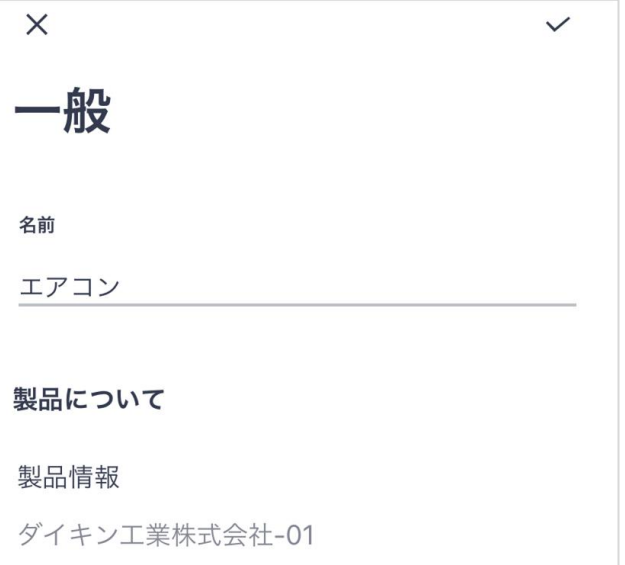 一般
名前
エアコン
製品について
製品情報
ダイキン工業株式会社-01